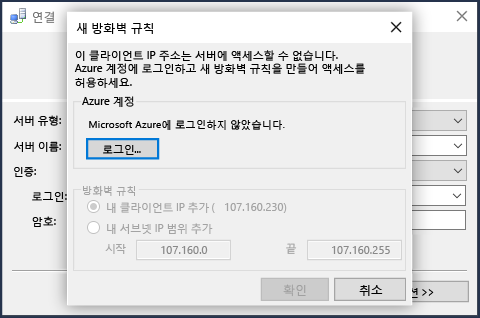 연결
새 방화벽 규칙
이 클라이언트 IP 주소는 서버에 액세스할 수 없습니다.
Azure 계정에 로그인하고 새 방화벽 규칙을 만들어 액세스를
허용하세요.
Azure 계정
Microsoft Azure에 로그인하지 않았습니다.
로그인...
서버 유형:
서버 이름:
인증:
로그인:
암호:
방화벽 규칙
내 클라이언트 IP 추가 ( 107.160.230)
내 서브넷 IP 범위 추가
시작 107.160.0 끝 107.160.255
확인 취소
션 >>